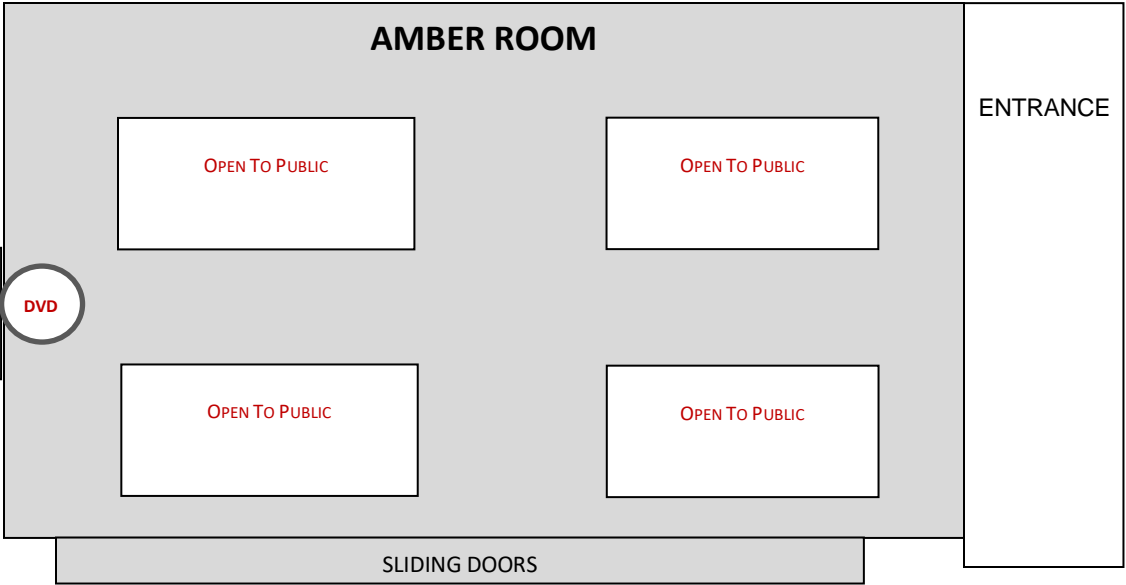 AMBER ROOM
ENTRANCE
OPEN TO PUBLIC
OPEN TO PUBLIC
DVD
OPEN TO PUBLIC
OPEN TO PUBLIC
SLIDING DOORS